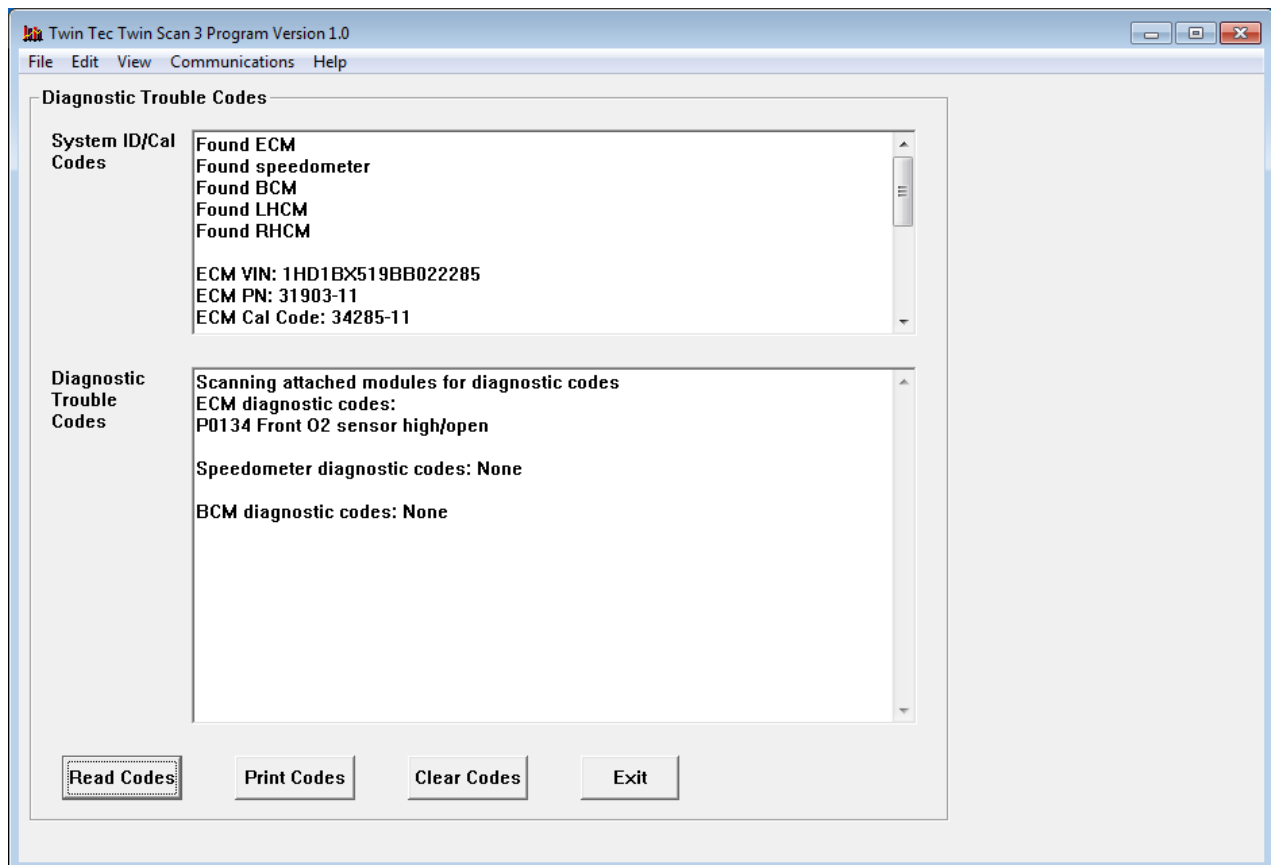 Twin Tec Twin Scan 3 Program Version 1.0
File Edit View Communications Help
Diagnostic Trouble Codes
System ID/Cal
Codes
Found ECM
Found speedometer
Found BCM
Found LHCM
Found RHCM
ECM VIN: 1HD1BX519BB022285
ECM PN: 31903-11
ECM Cal Code: 34285-11
Diagnostic
Trouble
Codes
Scanning attached modules for diagnostic codes
ECM diagnostic codes:
P0134 Front O2 sensor high/open
Speedometer diagnostic codes: None
BCM diagnostic codes: None
Read Codes Print Codes Clear Codes Exit